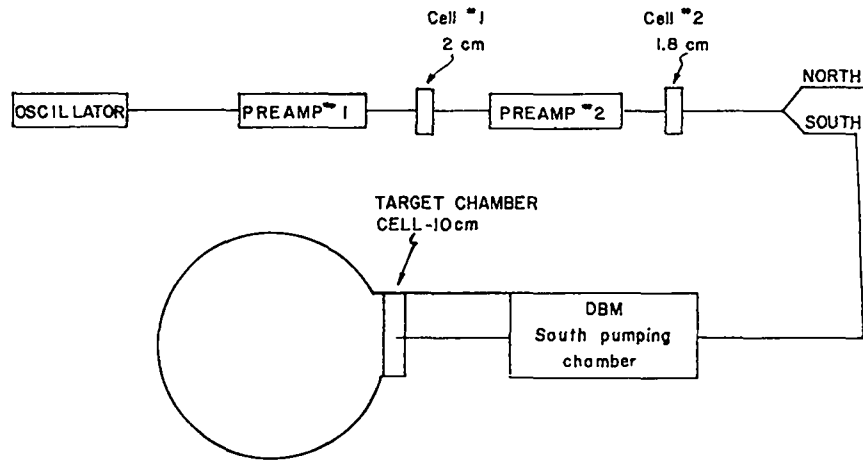 Cell #1
2 cm
Cell #2
1.8 cm
OSCILLATOR
PREAMP #1
PREAMP #2
NORTH
SOUTH
TARGET CHAMBER
CELL-10cm
DBM
South pumping
chamber